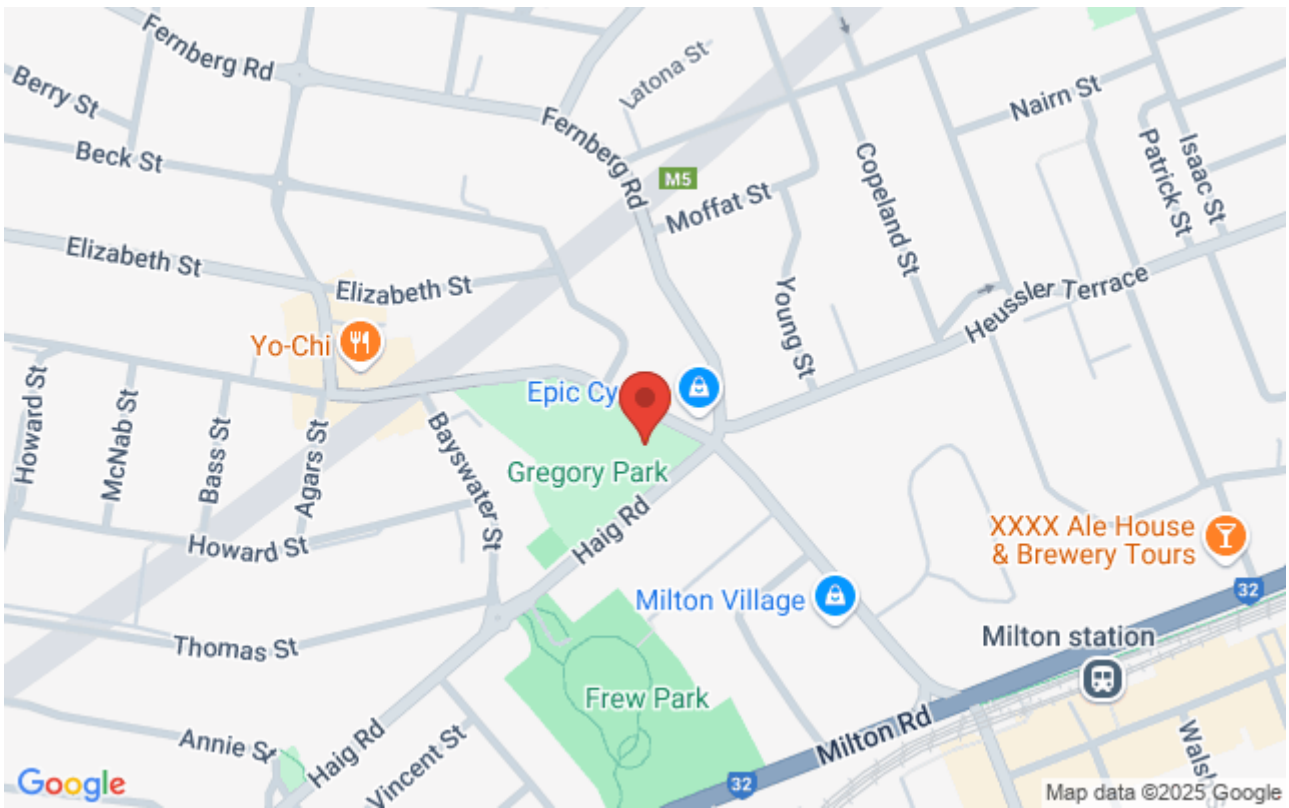 Fernberg Rd
Latona St
Berry St
Nairn St
Beck St
Fernberg Rd
M5
Copeland St
Patrick St
Isaac St
Moffat St
Elizabeth St
Elizabeth St
Young St
Heussler Terrace
Yo-Chi
Epic Cy
Howard St
McNab St
Bass St
Agars St
Bayswater St
Gregory Park
Haig Rd
Howard St
XXXX Ale House
& Brewery Tours
Milton Village
32
Thomas St
Milton station
Frew Park
Milton Rd
Annie St
Haig Rd
Vincent St
32
Walsh
Google
Map data ©2025 Google